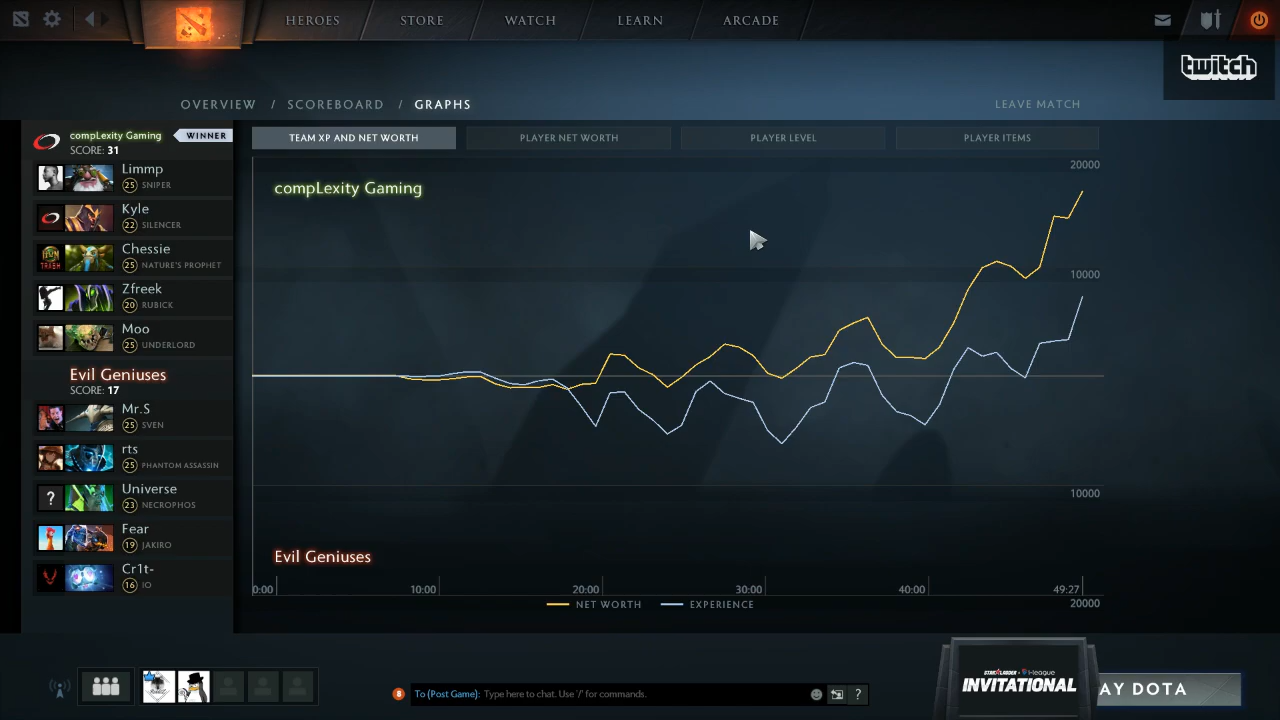 HEROES STORE WATCH LEARN ARCADE
twitch
OVERVIEW / SCOREBOARD / GRAPHS LEAVE MATCH
compLexity Gaming WINNER
SCORE: 31
Limmp
25 SNIPER
Kyle
22 SILENCER
Chessie
25 NATURE'S PROPHET
Zfreek
20 RUBICK
Moo
25 UNDERLORD
Evil Geniuses
SCORE: 17
Mr.S
25 SVEN
rts
25 PHANTOM ASSASSIN
?
Universe
23 NECROPHOS
Fear
19 JAKIRO
Cr1t-
16 IO
TEAM XP AND NET WORTH PLAYER NET WORTH PLAYER LEVEL PLAYER ITEMS
20000
compLexity Gaming
10000
10000
Evil Geniuses
0:00 10:00 20:00 30:00 40:00 49:27
20000
NET WORTH EXPERIENCE
8 To (Post Game): Type here to chat. Use '/' for commands. ?
STARLADDER i-league
INVITATIONAL
AY DOTA